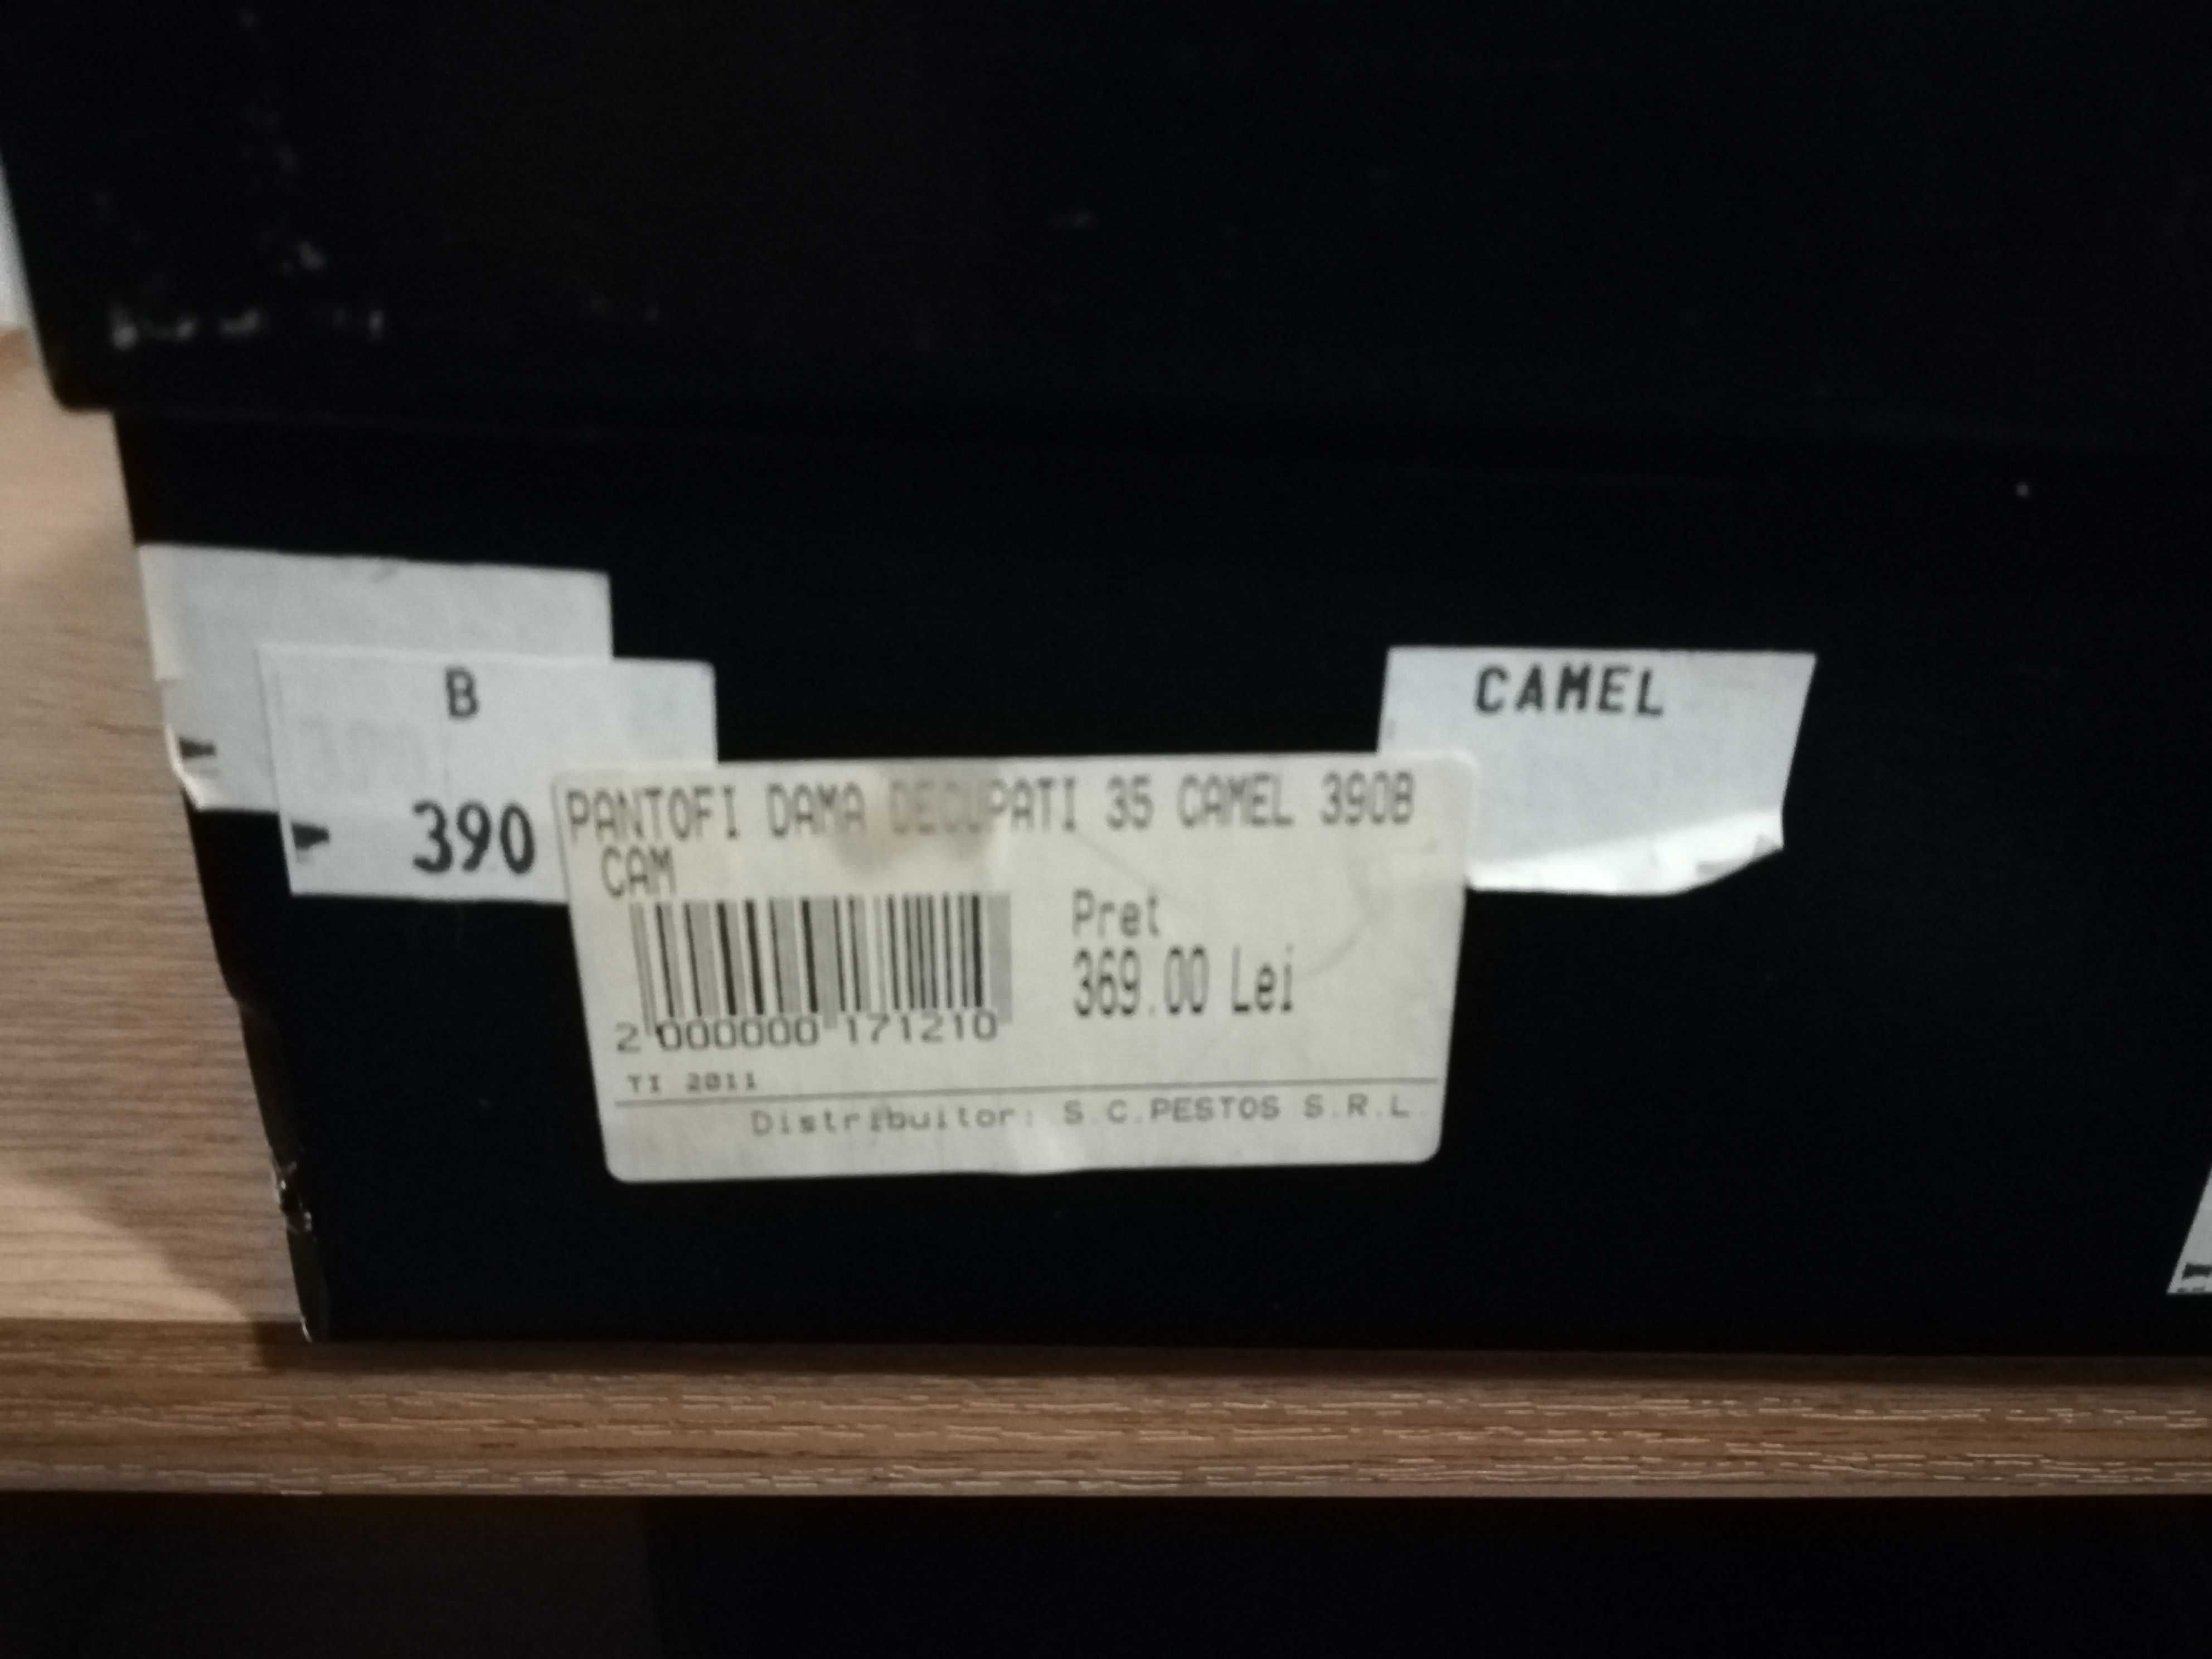 B
390
CAMEL
PANTOFI DAMA DECUPATI 35 CAMEL 390B
CAM
Pret
369.00 Lei
2 000000 171210
TI 2011
Distribuitor: S.C.PESTOS S.R.L.